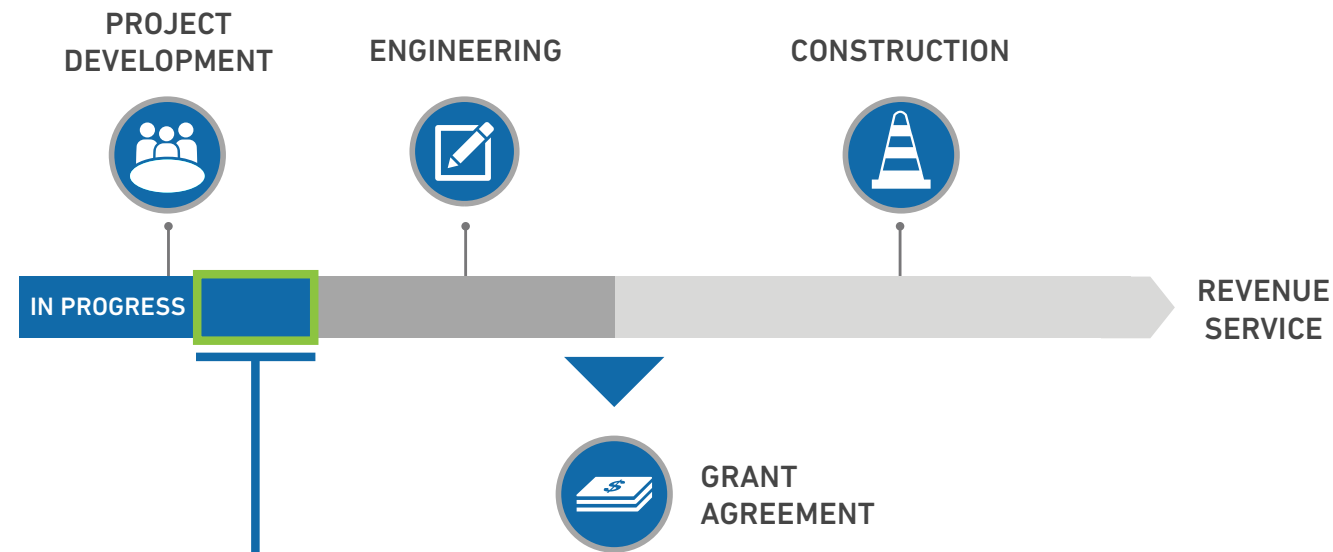 PROJECT
DEVELOPMENT
ENGINEERING
CONSTRUCTION
IN PROGRESS
REVENUE
SERVICE
$
GRANT
AGREEMENT